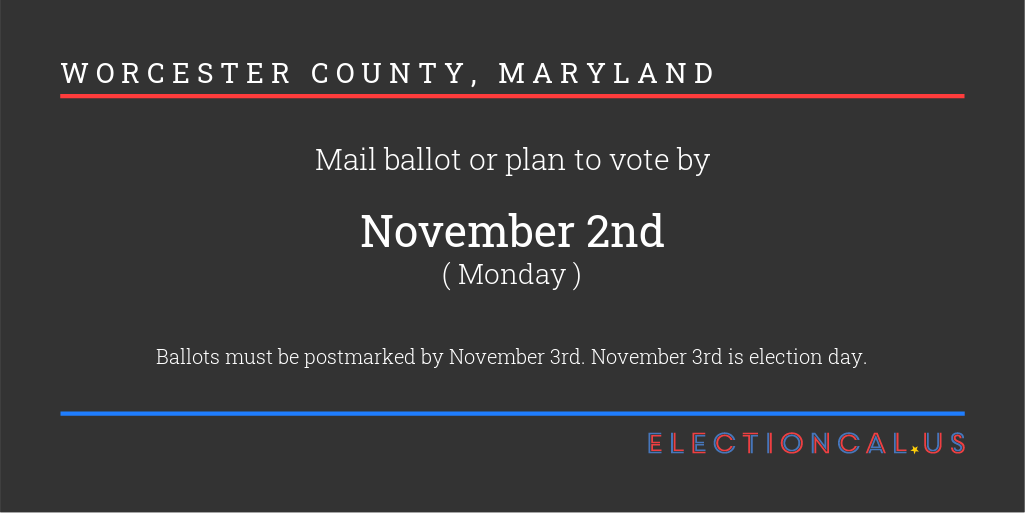 WORCESTER COUNTY, MARYLAND
Mail ballot or plan to vote by
November 2nd
( Monday )
Ballots must be postmarked by November 3rd. November 3rd is election day.
ELECTIONCAL.US